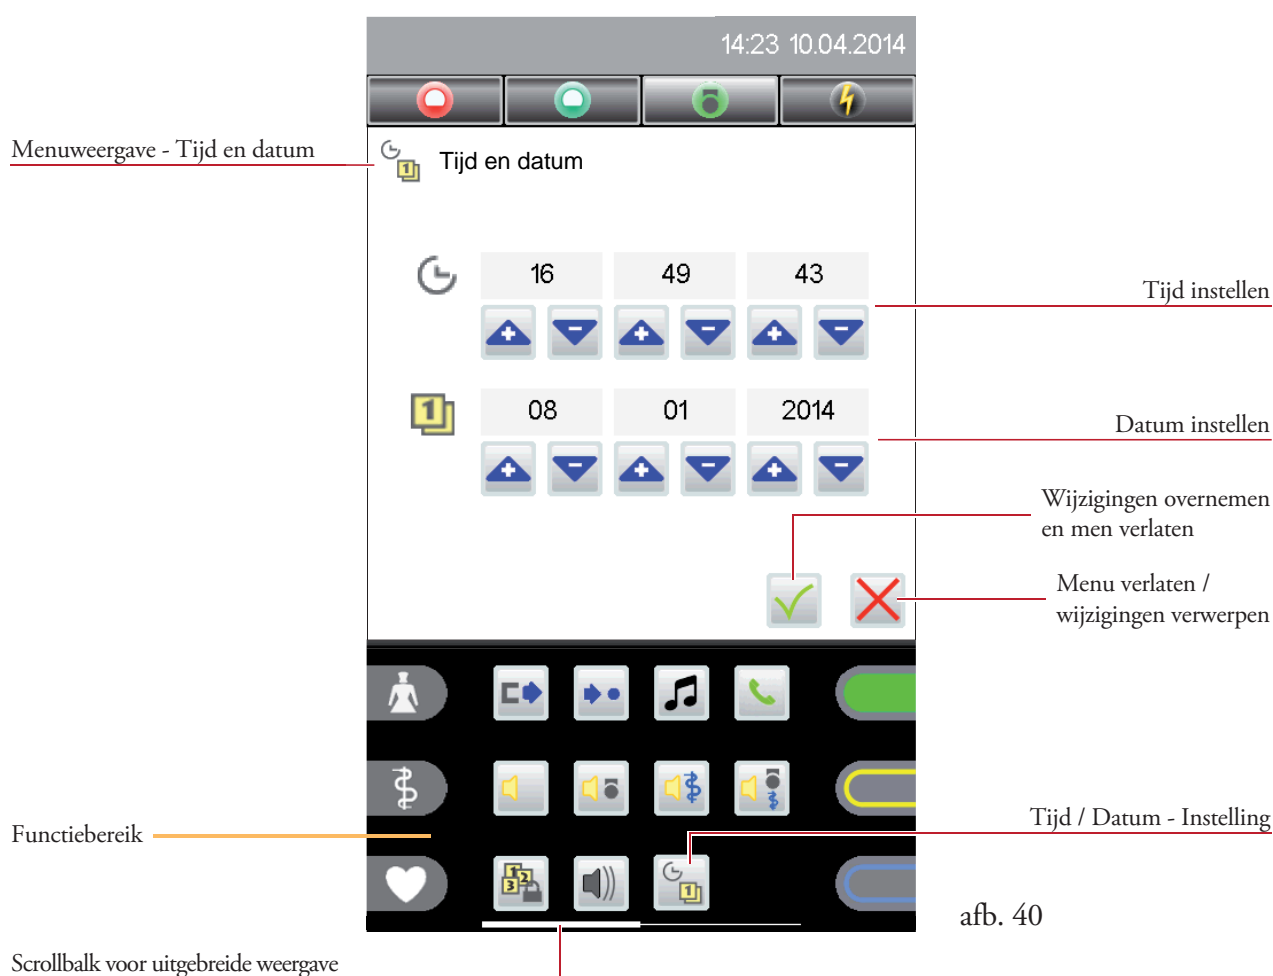 14:23 10.04.2014
Menuweergave - Tijd en datum
Tijd en datum
16 49 43
Tijd instellen
08 01 2014
Datum instellen
Wijzigingen overnemen
en men verlaten
Menu verlaten /
wijzigingen verwerpen
Tijd / Datum - Instelling
Functiebereik
afb. 40
Scrollbalk voor uitgebreide weergave